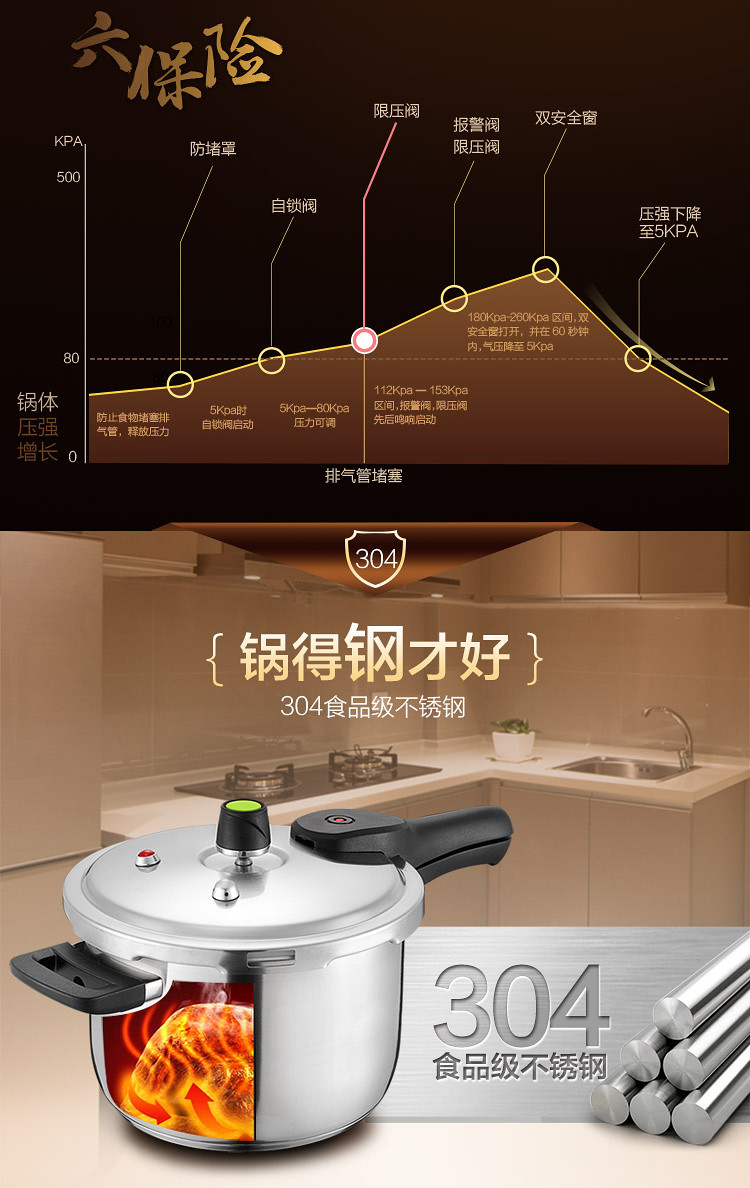 六保险
KPA
500
100
80
0
锅体
压强
增长
防堵罩
自锁阀
限压阀
报警阀
限压阀
双安全窗
压强下降
至5KPA
防止食物堵塞排
气管，释放压力
5Kpa时
自锁阀启动
5Kpa—80Kpa
压力可调
112Kpa — 153Kpa
区间,报警阀,限压阀
先后鸣响启动
180Kpa-260Kpa 区间,双
安全窗打开，并在 60 秒钟
内,气压降至 5Kpa
排气管堵塞
304
{ 锅得钢才好 }
304食品级不锈钢
304
食品级不锈钢